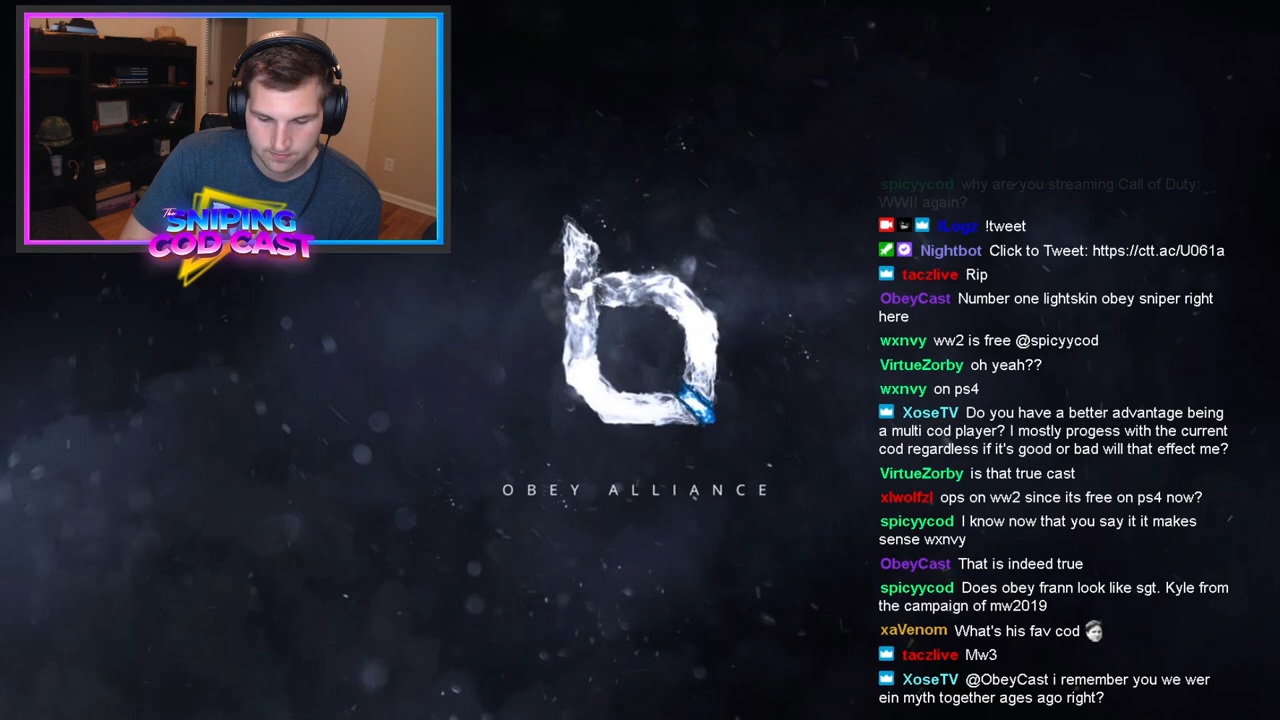 The
SNIPING
COD CAST
OBEY ALLIANCE
spicyycod why are you streaming Call of Duty:
WWII again?
fLogz !tweet
Nightbot Click to Tweet: https://ctt.ac/U061a
taczlive Rip
ObeyCast Number one lightskin obey sniper right
here
wxnvy ww2 is free @spicyycod
VirtueZorby oh yeah??
wxnvy on ps4
XoseTV Do you have a better advantage being
a multi cod player? I mostly progess with the current
cod regardless if it's good or bad will that effect me?
VirtueZorby is that true cast
xlwolfzl ops on ww2 since its free on ps4 now?
spicyycod I know now that you say it it makes
sense wxnvy
ObeyCast That is indeed true
spicyycod Does obey frann look like sgt. Kyle from
the campaign of mw2019
xaVenom What's his fav cod
taczlive Mw3
XoseTV @ObeyCast i remember you we wer
ein myth together ages ago right?